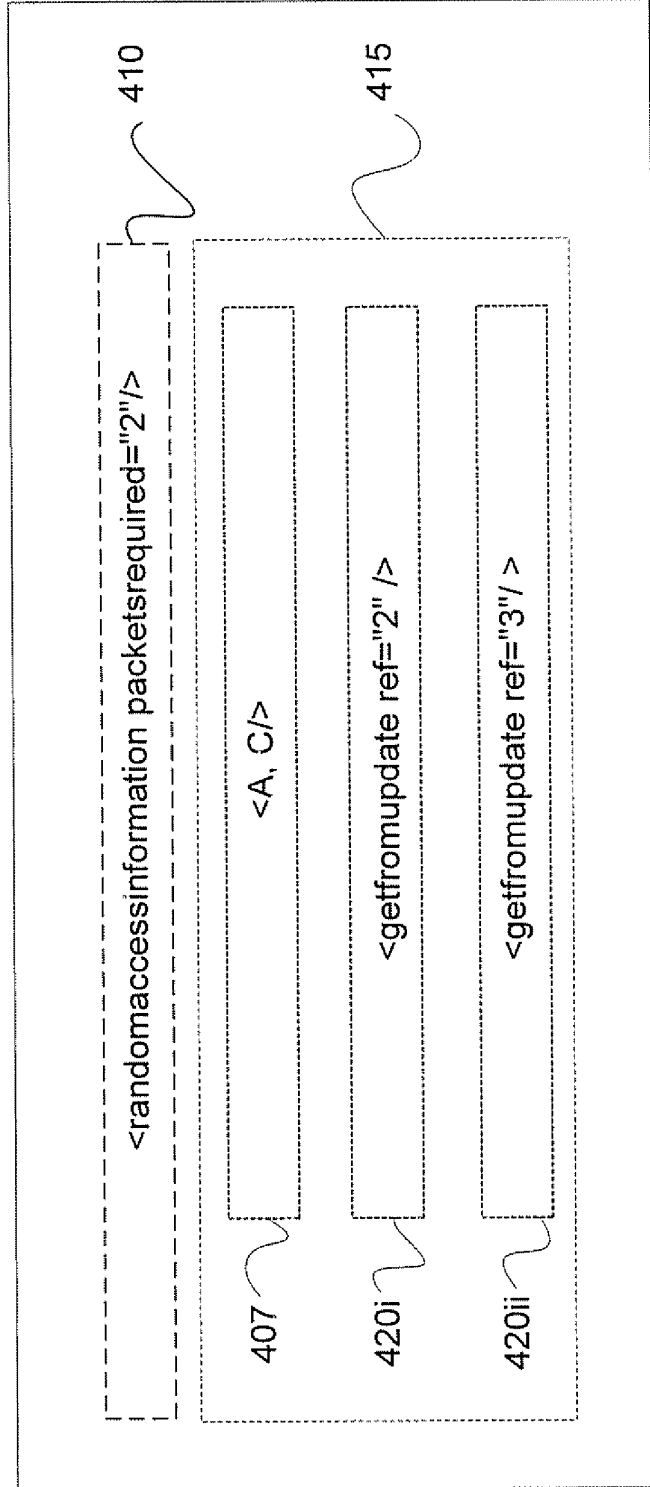 410
<randomaccessinformation packetsrequired="2"/>
415
<A, C/>
407
<getfromupdate ref="2" />
420i
<getfromupdate ref="3"/ >
420ii